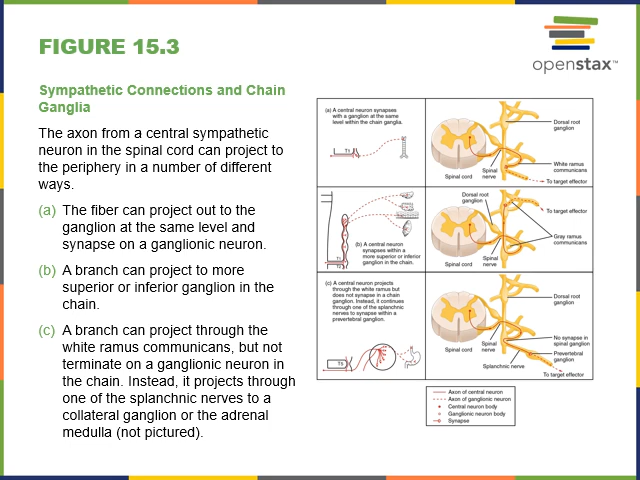 FIGURE 15.3
openstax™
Sympathetic Connections and Chain
Ganglia
The axon from a central sympathetic
neuron in the spinal cord can project to
the periphery in a number of different
ways.
(a) The fiber can project out to the
ganglion at the same level and
synapse on a ganglionic neuron.
(b) A branch can project to more
superior or inferior ganglion in the
chain.
(c) A branch can project through the
white ramus communicans, but not
terminate on a ganglionic neuron in
the chain. Instead, it projects through
one of the splanchnic nerves to a
collateral ganglion or the adrenal
medulla (not pictured).
(a) A central neuron synapses
with a ganglion at the same
level within the chain ganglia.
T1
Dorsal root
ganglion
White ramus
communicans
Spinal cord
Spinal
nerve
To target effector
(b) A central neuron
synapses within a
more superior or inferior
ganglion in the chain.
T1
Dorsal root
ganglion
To target effector
Gray ramus
communicans
Spinal cord
Spinal
nerve
(c) A central neuron projects
through the white ramus but
does not synapse in a chain
ganglion. Instead, it continues
through one of the splanchnic
nerves to synapse within a
prevertebral ganglion.
T5
Dorsal root
ganglion
No synapse in
spinal ganglion
Prevertebral
ganglion
Spinal cord
Spinal
nerve
Splanchnic nerve
To target effector
Axon of central neuron
Axon of ganglionic neuron
Central neuron body
Ganglionic neuron body
Synapse